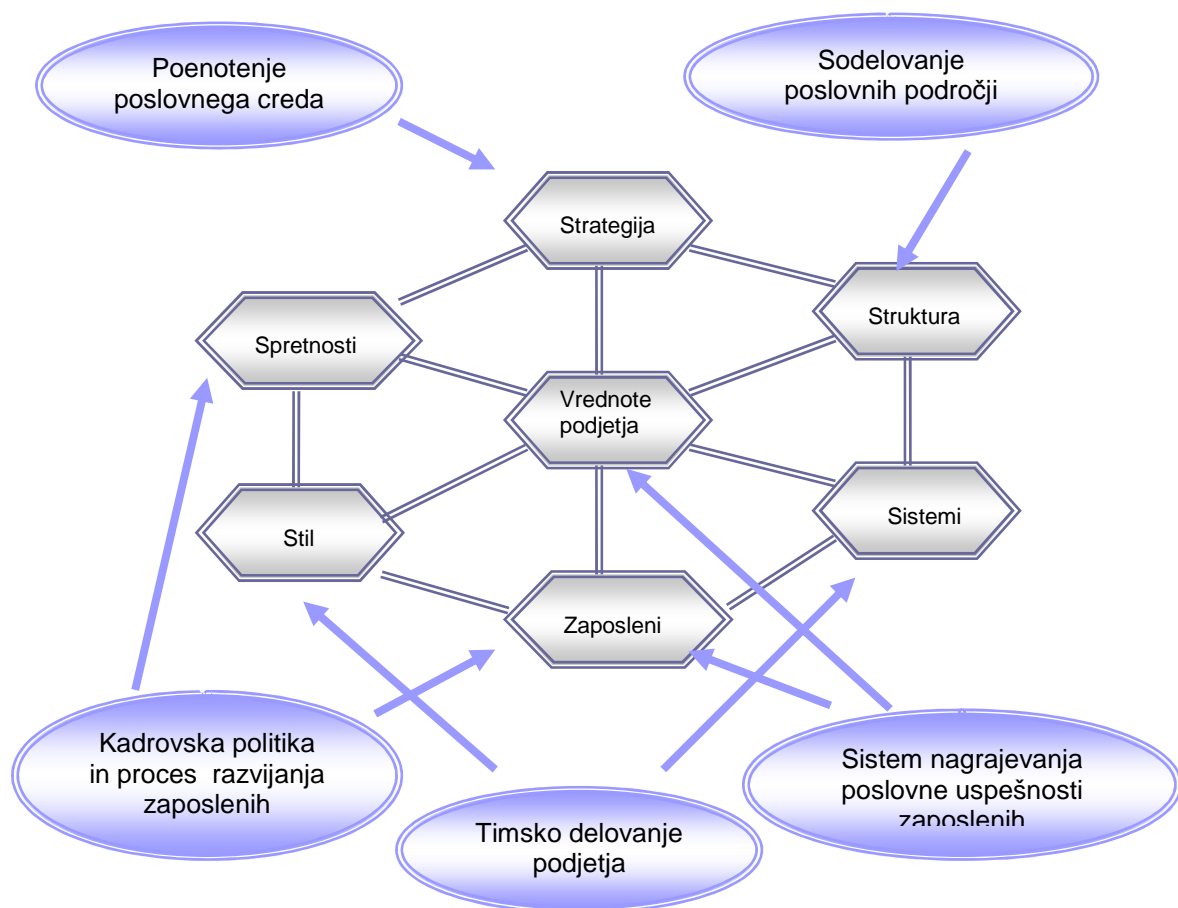 Poenotenje
poslovnega creda
Sodelovanje
poslovnih področji
Strategija
Struktura
Spretnosti
Vrednote
podjetja
Sistemi
Stil
Zaposleni
Kadrovska politika
in proces razvijanja
zaposlenih
Timsko delovanje
podjetja
Sistem nagrajevanja
poslovne uspešnosti
zaposlenih